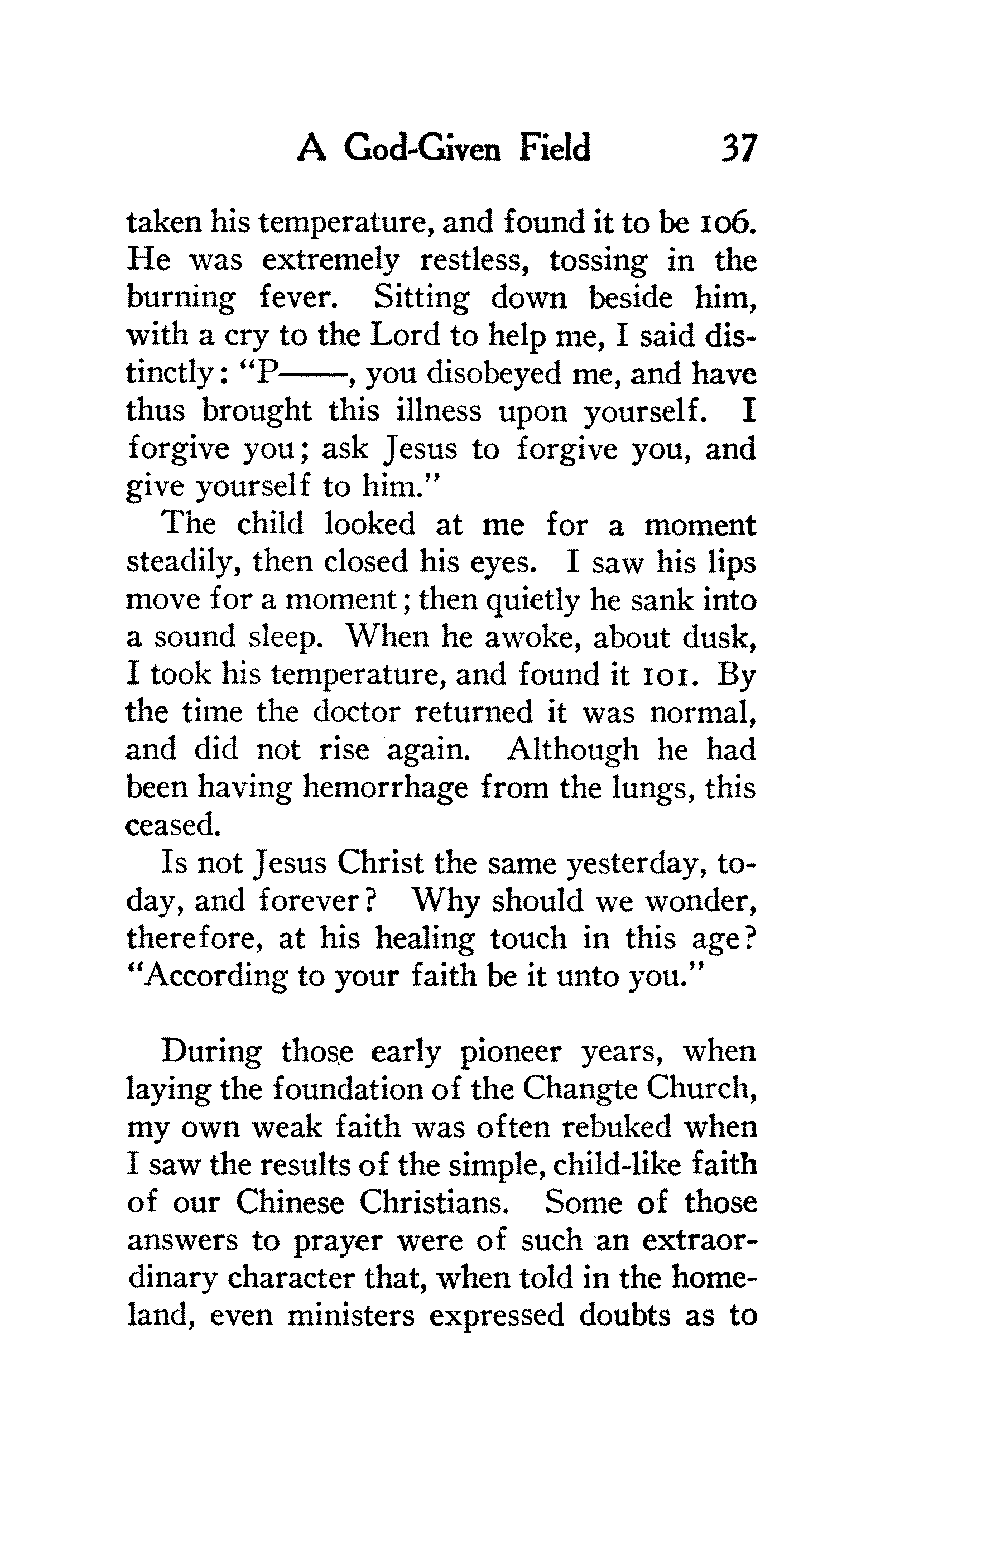 A God-Given Field 37
taken his temperature, and found it to be 106.
He was extremely restless, tossing in the
burning fever. Sitting down beside him,
with a cry to the Lord to help me, I said dis-
tinctly: “P——, you disobeyed me, and have
thus brought this illness upon yourself. I
forgive you; ask Jesus to forgive you, and
give yourself to him.”
The child looked at me for a moment
steadily, then closed his eyes. I saw his lips
move for a moment; then quietly he sank into
a sound sleep. When he awoke, about dusk,
I took his temperature, and found it 101. By
the time the doctor returned it was normal,
and did not rise again. Although he had
been having hemorrhage from the lungs, this
ceased.
Is not Jesus Christ the same yesterday, to-
day, and forever? Why should we wonder,
therefore, at his healing touch in this age?
“According to your faith be it unto you.”
During those early pioneer years, when
laying the foundation of the Changte Church,
my own weak faith was often rebuked when
I saw the results of the simple, child-like faith
of our Chinese Christians. Some of those
answers to prayer were of such an extraor-
dinary character that, when told in the home-
land, even ministers expressed doubts as to